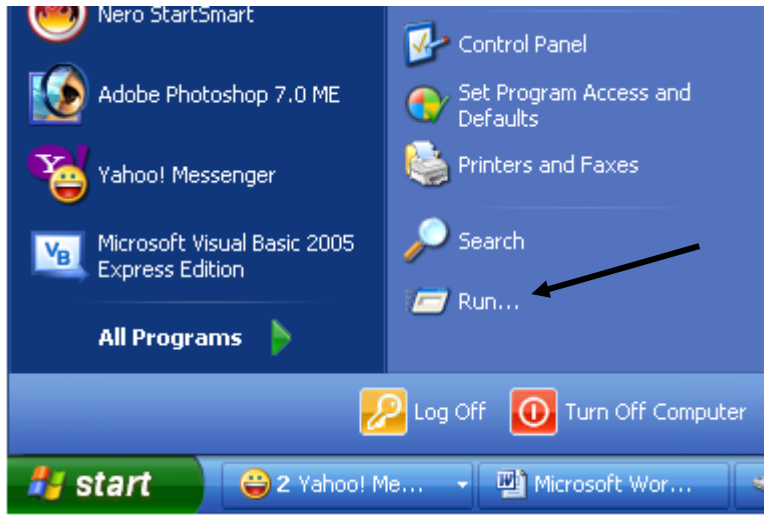 Nero StartSmart
Adobe Photoshop 7.0 ME
Yahoo! Messenger
Microsoft Visual Basic 2005
Express Edition
All Programs
Control Panel
Set Program Access and
Defaults
Printers and Faxes
Search
Run...
Log Off
Turn Off Computer
start
2 Yahoo! Me...
Microsoft Wor...